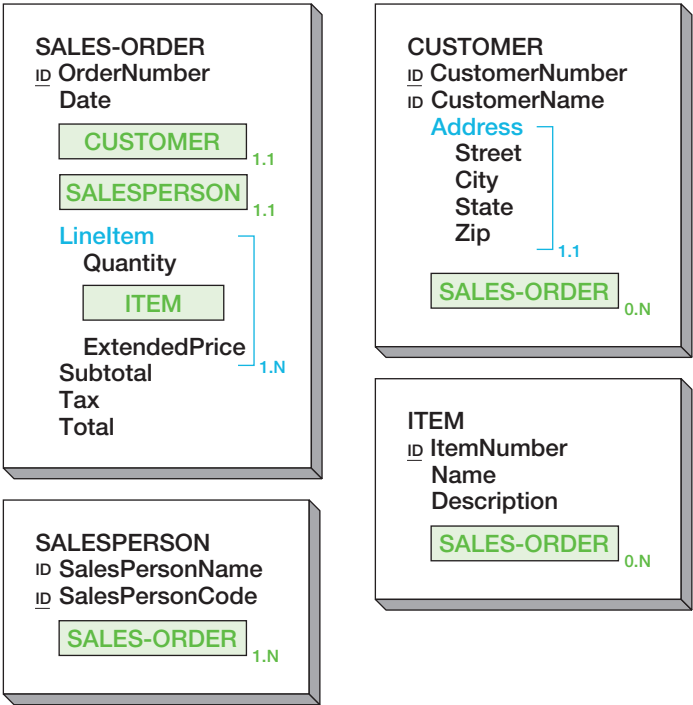 SALES-ORDER
ID OrderNumber
Date
CUSTOMER
1.1
SALESPERSON
1.1
LineItem
Quantity
ITEM
ExtendedPrice
1.N
Subtotal
Tax
Total
CUSTOMER
ID CustomerNumber
ID CustomerName
Address
Street
City
State
Zip
1.1
SALES-ORDER
0.N
SALESPERSON
ID SalesPersonName
ID SalesPersonCode
SALES-ORDER
1.N
ITEM
ID ItemNumber
Name
Description
SALES-ORDER
0.N